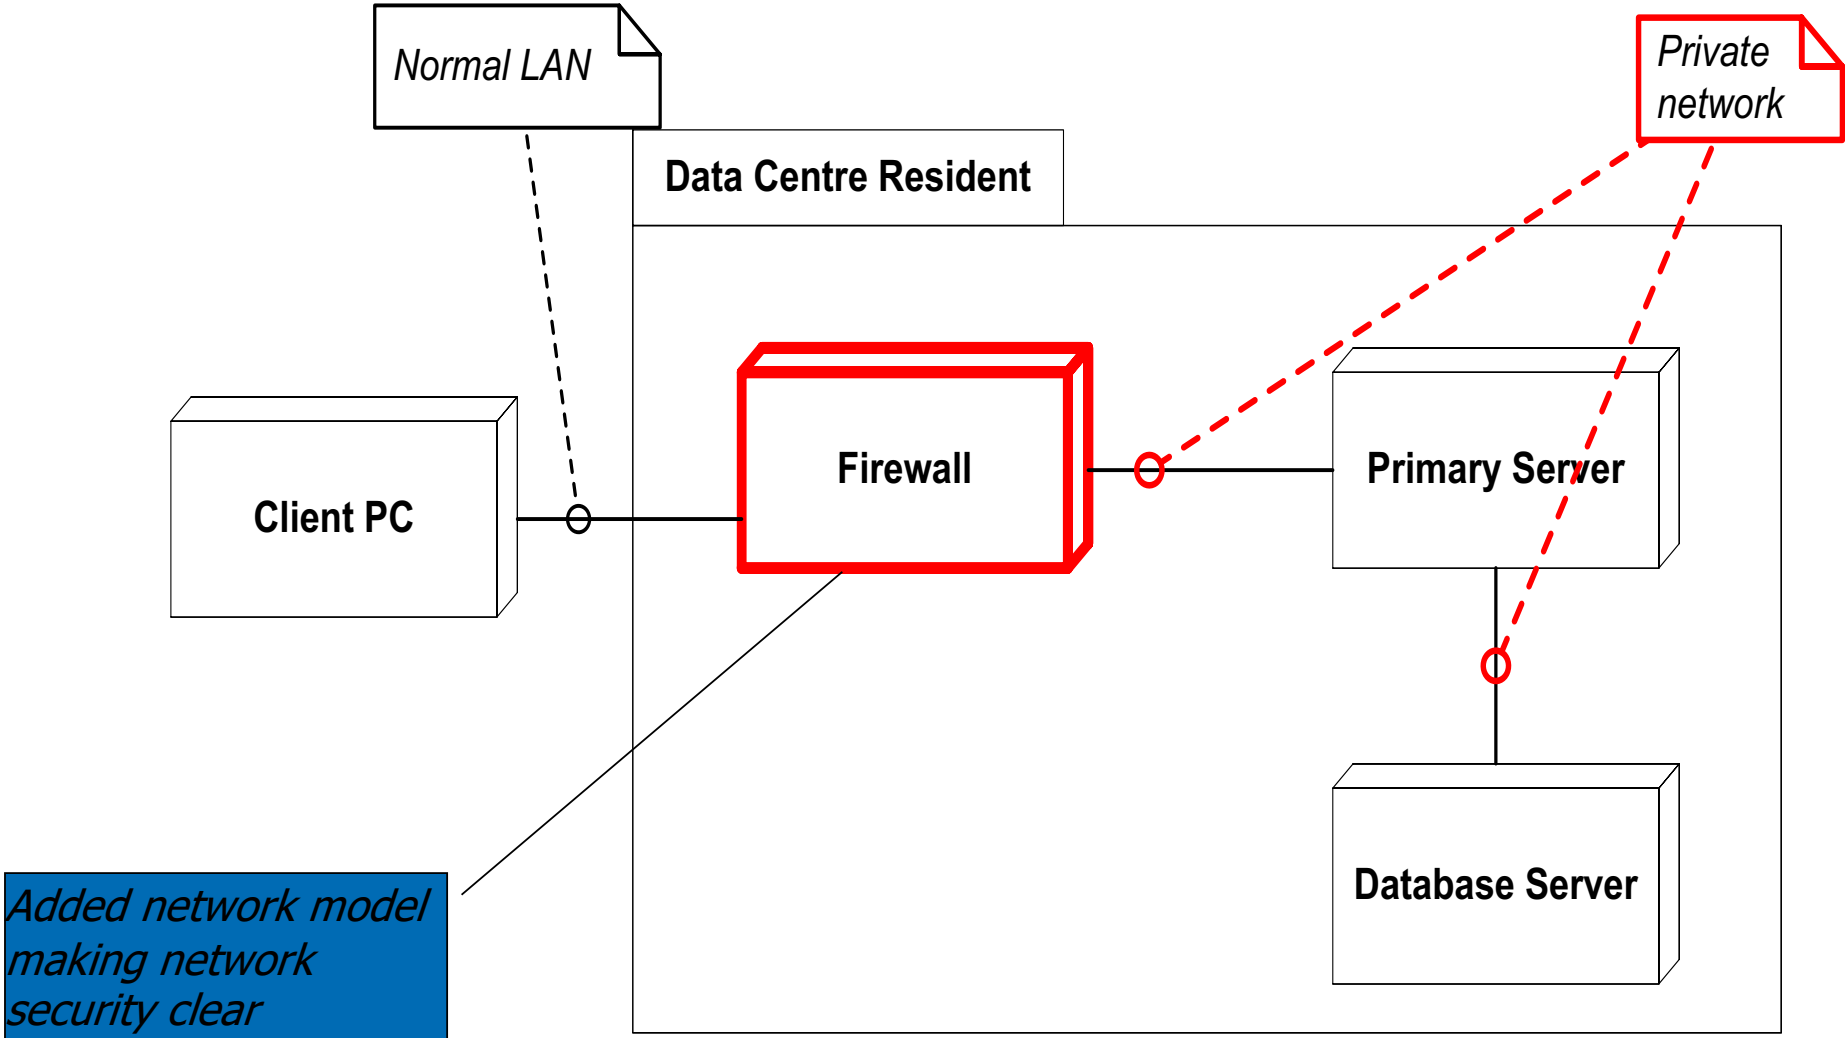 Normal LAN
Private
network
Data Centre Resident
Firewall
Primary Server
Client PC
Database Server
Added network model
making network
security clear